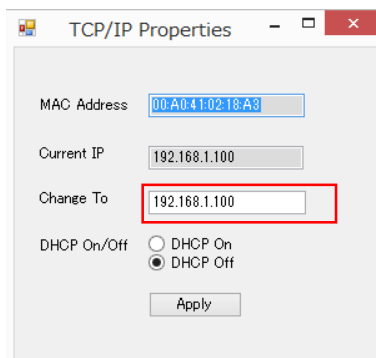 TCP/IP Properties
MAC Address 00:A0:41:02:18:A3
Current IP 192.168.1.100
Change To 192.168.1.100
DHCP On/Off DHCP On
DHCP Off
Apply